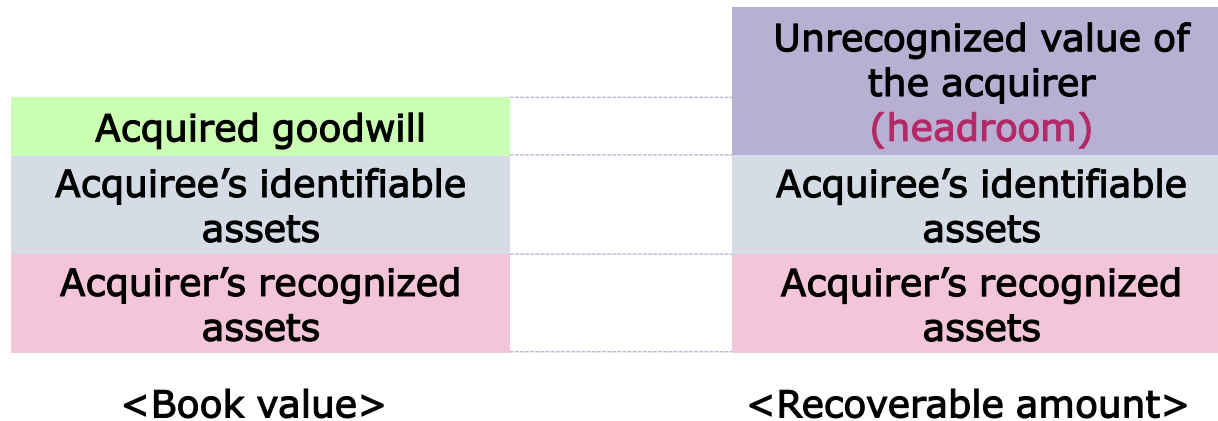 Acquired goodwill
Acquiree’s identifiable
assets
Acquirer’s recognized
assets
<Book value>
Unrecognized value of
the acquirer
(headroom)
Acquiree’s identifiable
assets
Acquirer’s recognized
assets
<Recoverable amount>